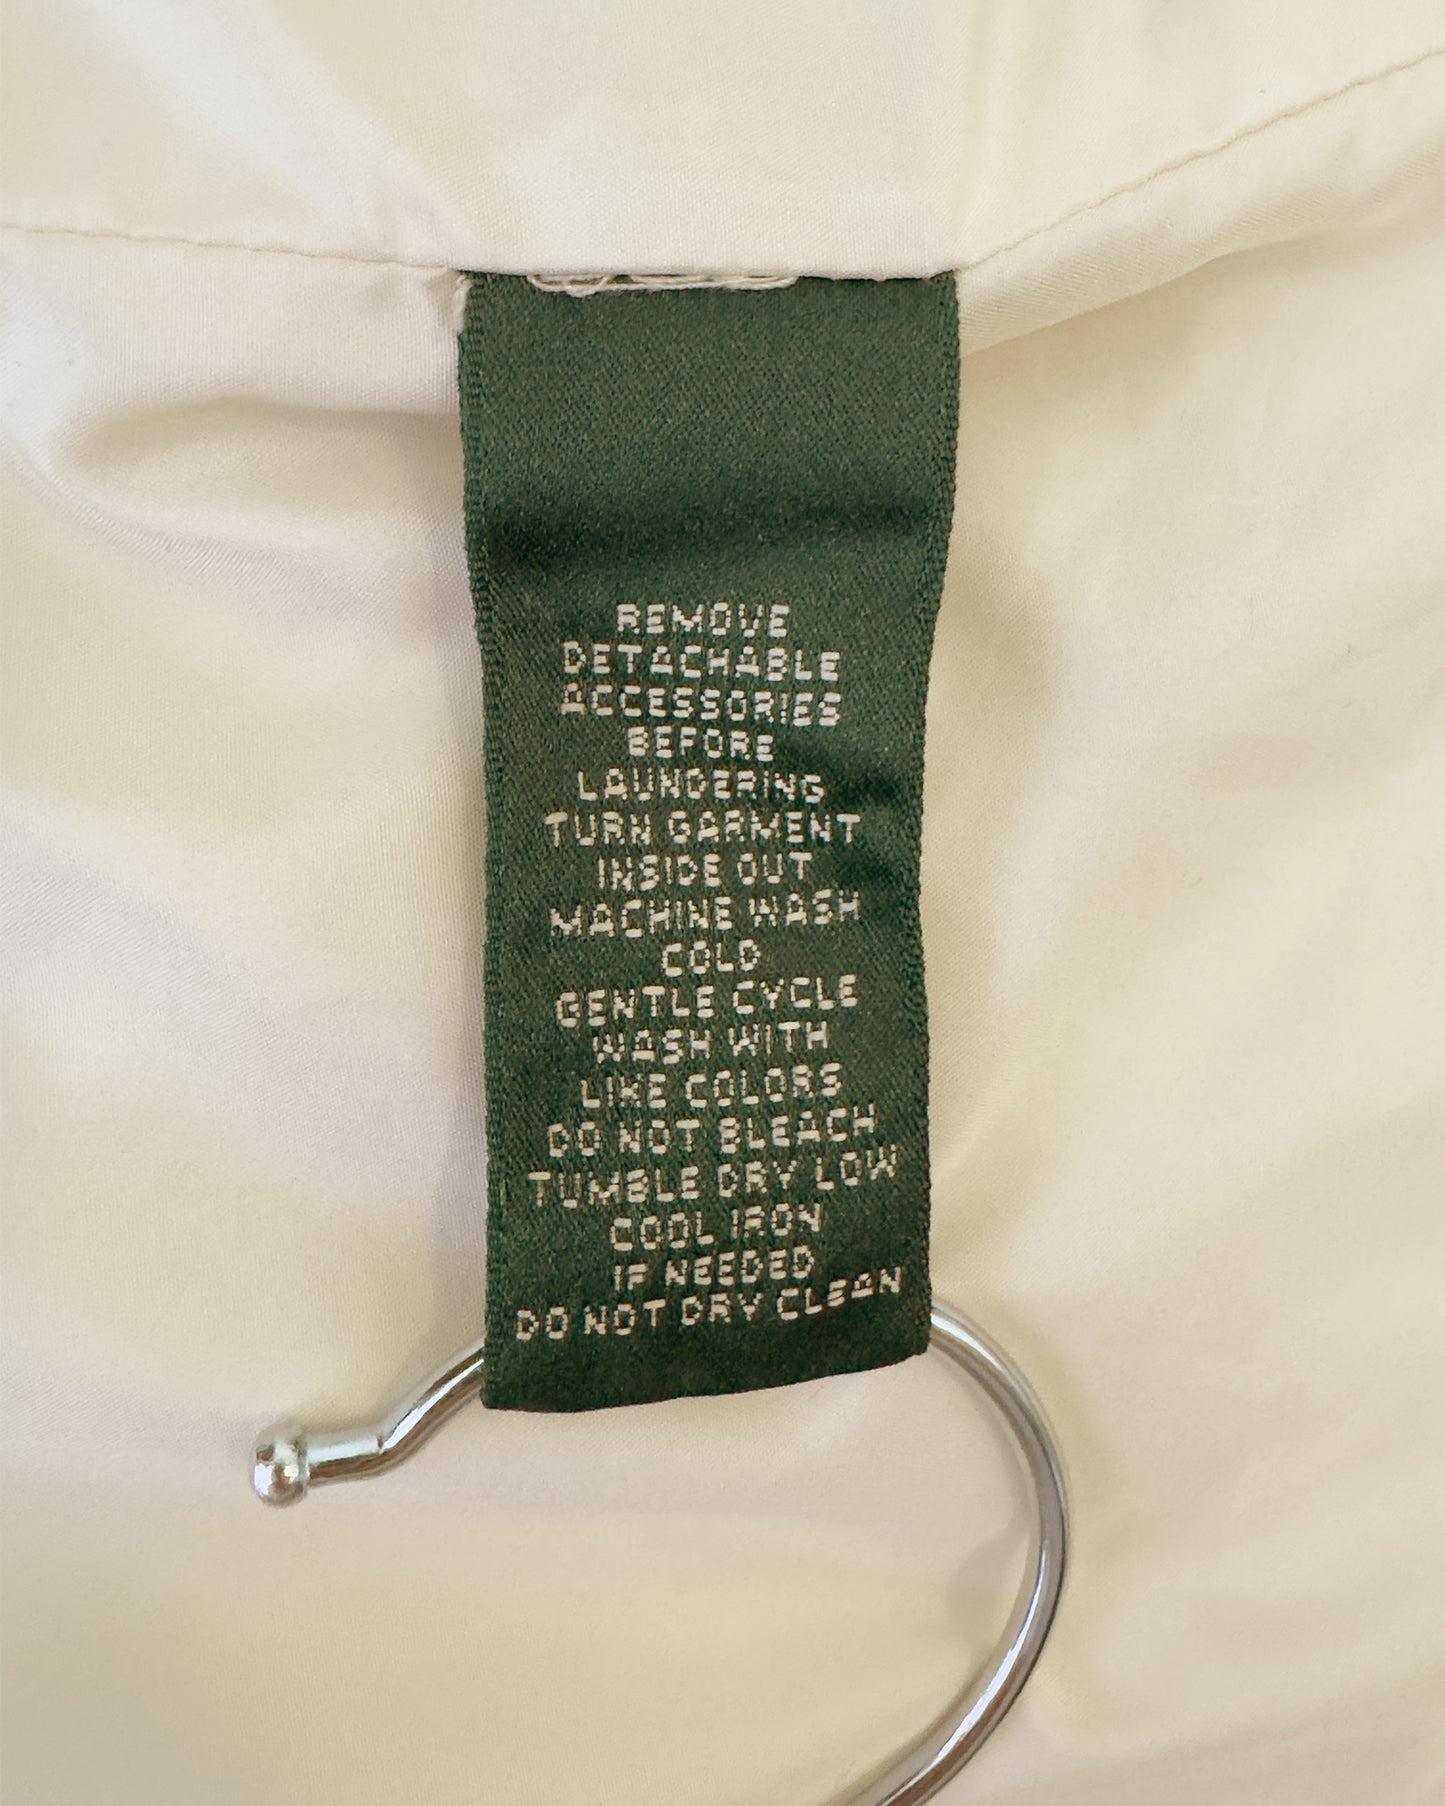 REMOVE
DETACHABLE
ACCESSORIES
BEFORE
LAUNDERING
TURN GARMENT
INSIDE OUT
MACHINE WASH
COLD
GENTLE CYCLE
WASH WITH
LIKE COLORS
DO NOT BLEACH
TUMBLE DRY LOW
COOL IRON
IF NEEDED
DO NOT DRY CLEAN